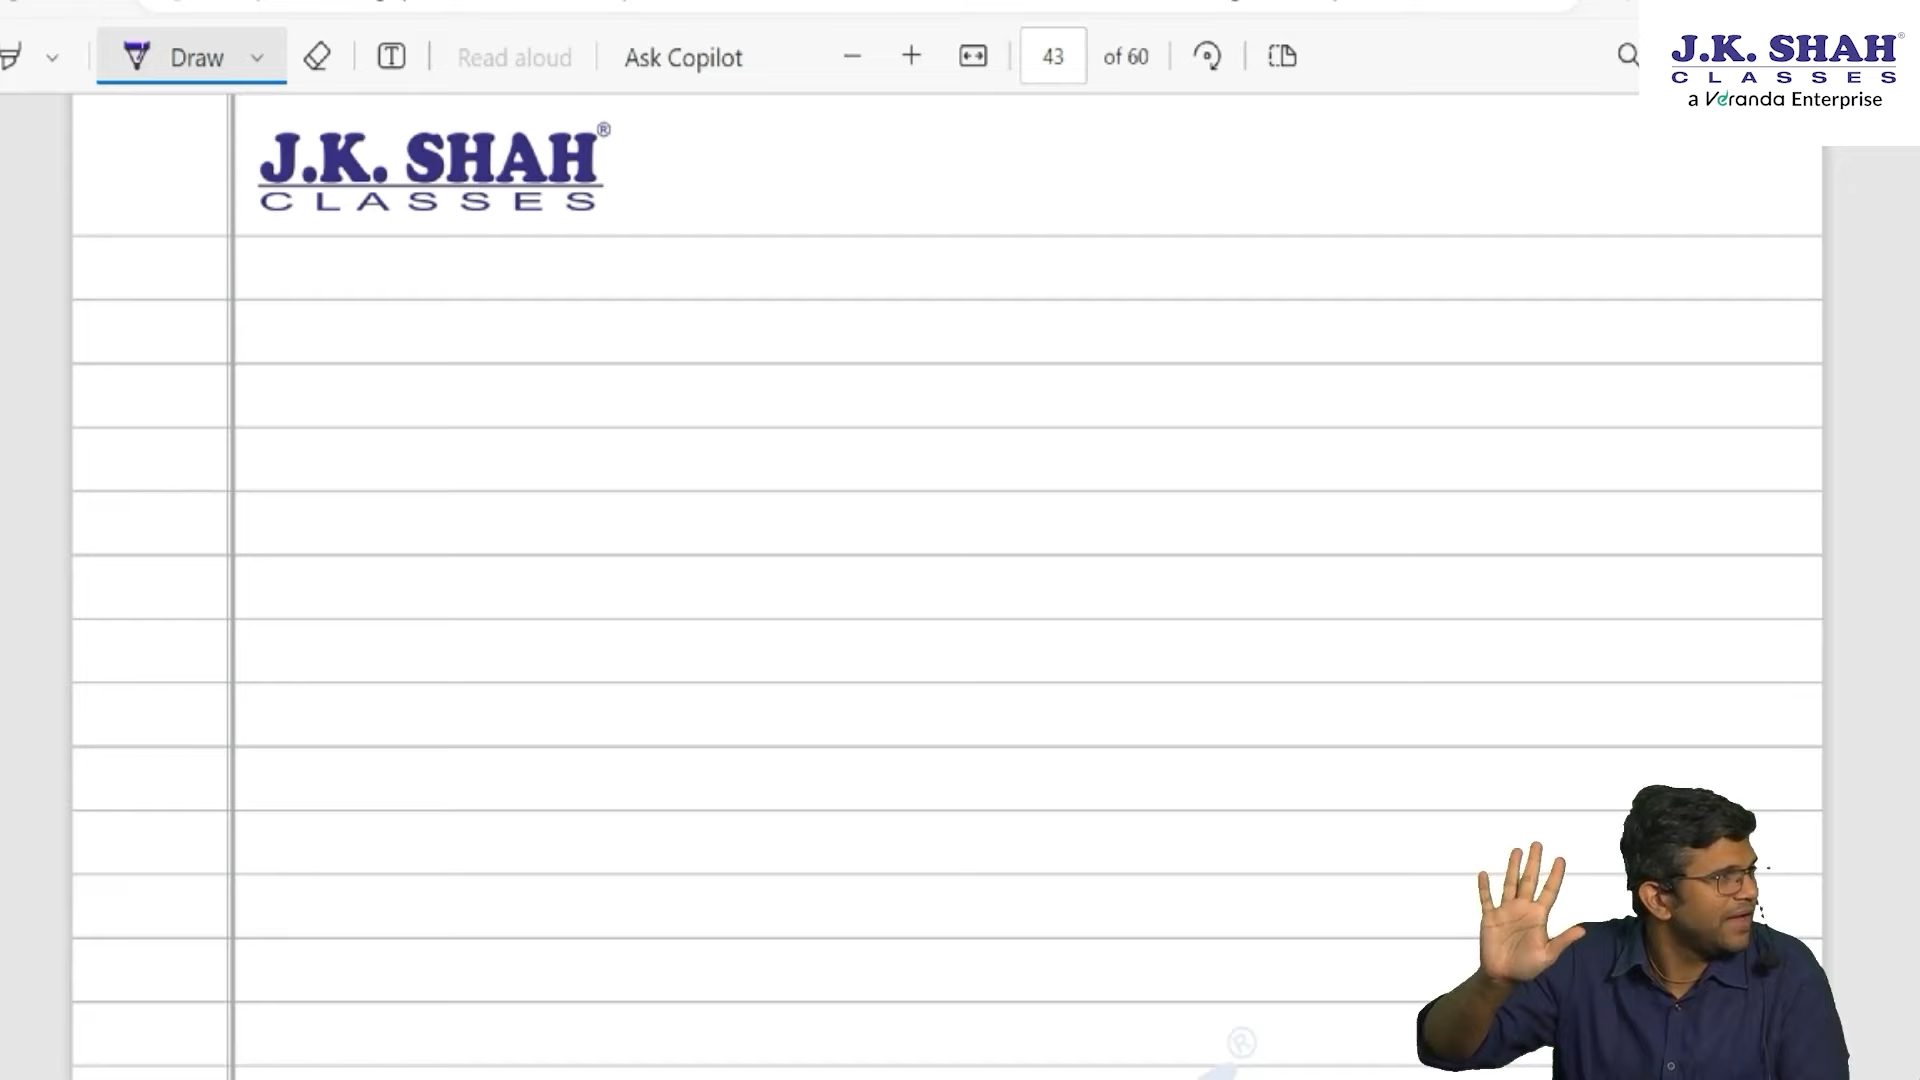 Draw
Read aloud
Ask Copilot
43 of 60
J.K. SHAH®
CLASSES
a Veranda Enterprise
J.K. SHAH®
CLASSES
®